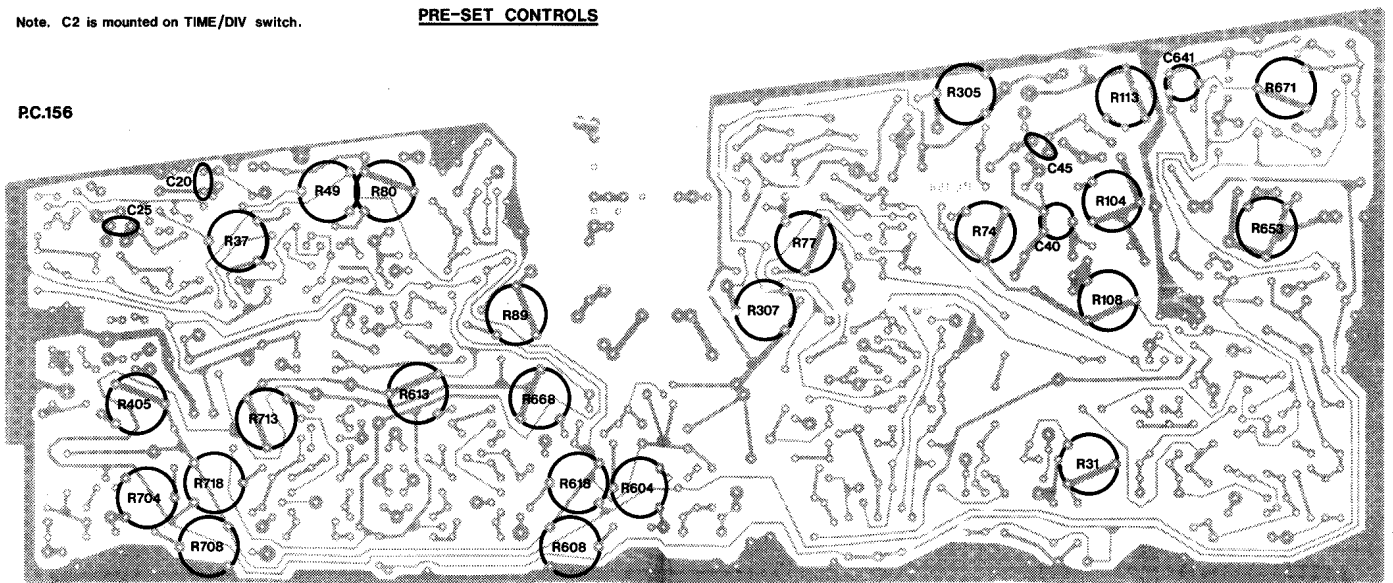 Note. C2 is mounted on TIME/DIV switch.
PRE-SET CONTROLS
P.C.156
C641
R305
R113
R671
C45
C20
R49
R80
R104
C25
R74
C40
R653
R37
R77
R108
R307
R89
R613
R668
R405
R713
R31
R718
R618
R604
R704
R708
R608